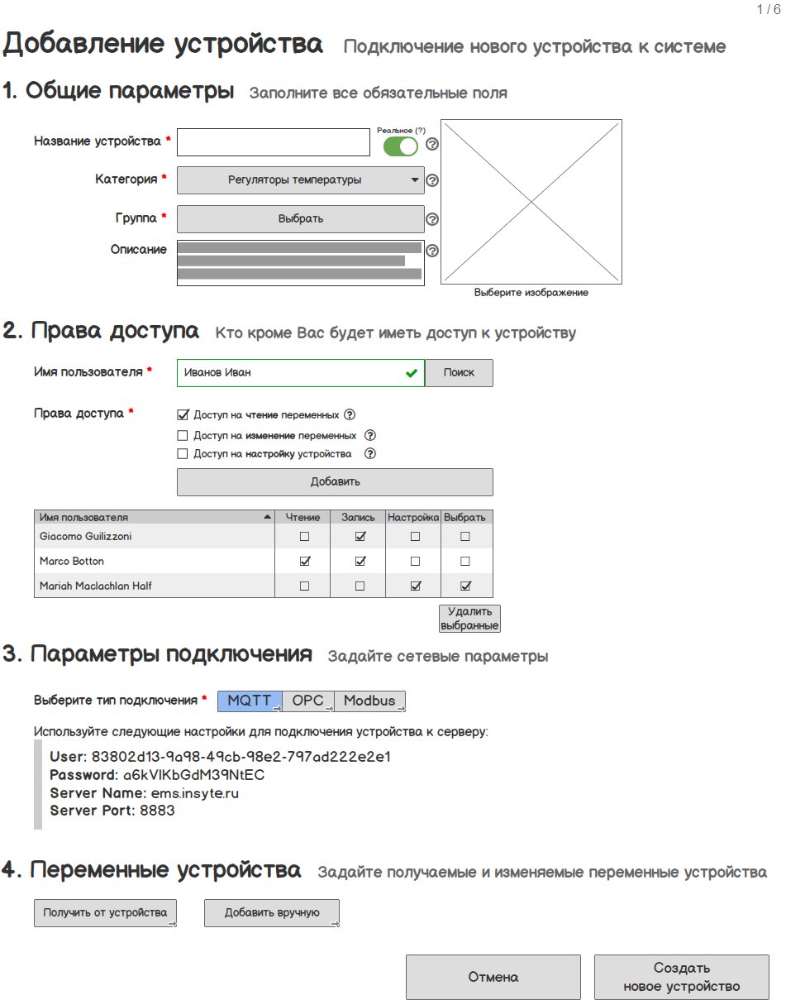 1 / 6
Добавление устройства Подключение нового устройства к системе
1. Общие параметры Заполните все обязательные поля
Название устройства *
Реальное (?)
?
Категория * Регуляторы температуры ?
Группа * Выбрать ?
Описание ?
Выберите изображение
2. Права доступа Кто кроме Вас будет иметь доступ к устройству
Имя пользователя * Иванов Иван Поиск
Права доступа * Доступ на чтение переменных ?
Доступ на изменение переменных ?
Доступ на настройку устройства ?
Добавить
Имя пользователя Чтение Запись Настройка Выбрать
Giacomo Guilizzoni
Marco Botton
Mariah Maclachlan Half
Удалить
выбранные
3. Параметры подключения Задайте сетевые параметры
Выберите тип подключения * MQTT OPC Modbus
Используйте следующие настройки для подключения устройства к серверу:
User: 83802d13-9a98-49cb-98e2-797ad222e2e1
Password: a6kVlKbGdM39NtEC
Server Name: ems.insyte.ru
Server Port: 8883
4. Переменные устройства Задайте получаемые и изменяемые переменные устройства
Получить от устройства Добавить вручную
Отмена
Создать
новое устройство